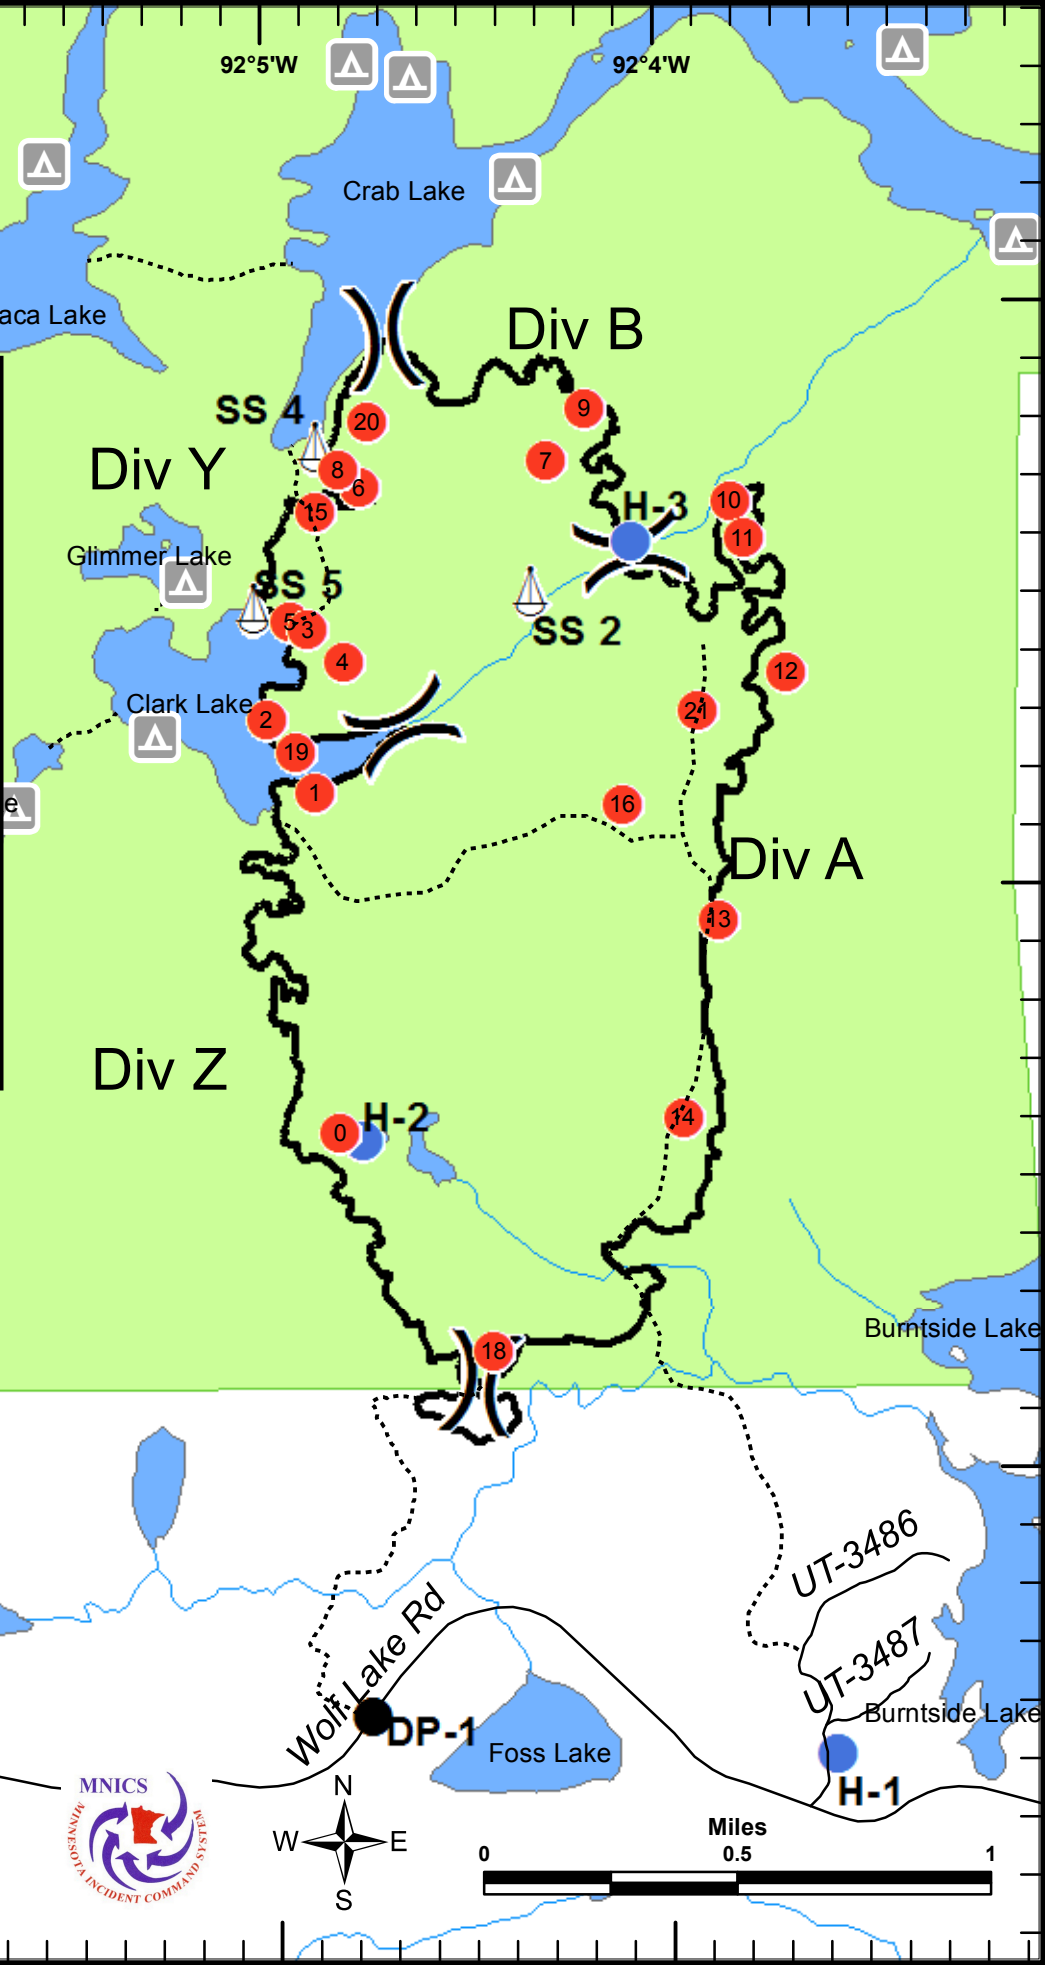 92°5'W
92°4'W
Crab Lake
aca Lake
Div B
SS 4
20
9
Div Y
8
7
6
15
H-3
10
11
Glimmer Lake
SS 5
5
3
SS 2
4
12
Clark Lake
2
21
19
1
16
e
Div A
13
Div Z
H-2
0
14
18
Burntside Lake
UT-3486
Wolf Lake Rd
UT-3487
Burntside Lake
DP-1
Foss Lake
H-1
MNICS
MINNESOTA INCIDENT COMMAND SYSTEM
N
W
E
S
Miles
0
0.5
1